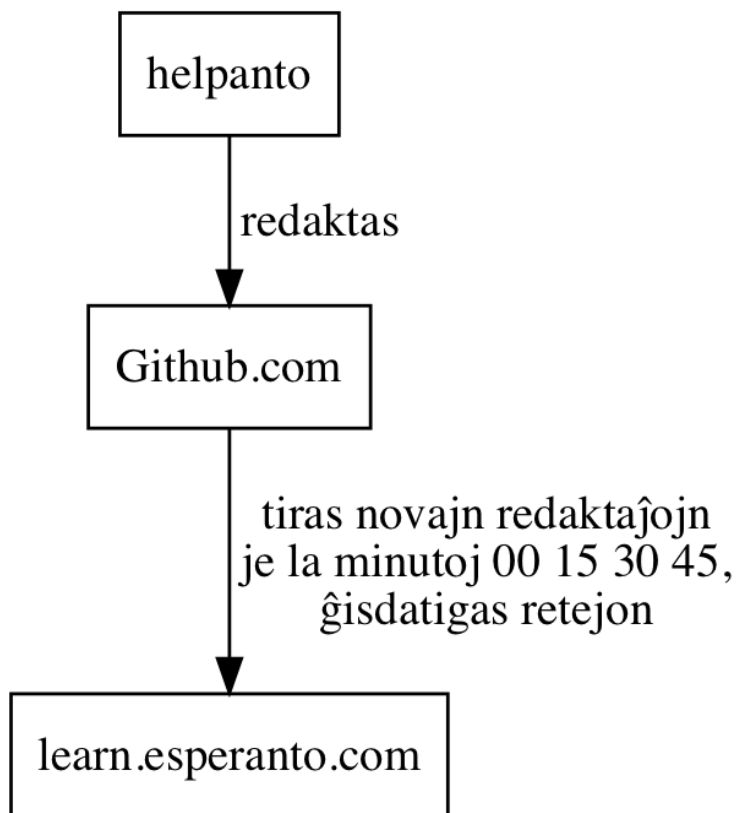 helpanto
redaktas
Github.com
tiras novajn redaktaĵojn
je la minutoj 00 15 30 45,
ĝisdatigas retejon
learn.esperanto.com